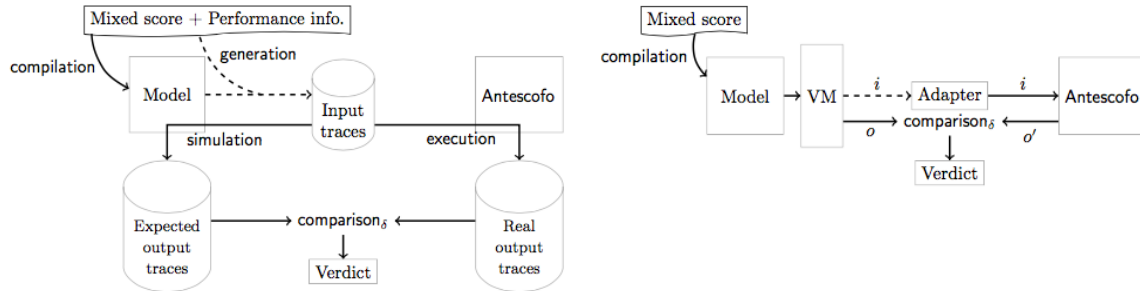 Mixed score + Performance info.
generation
compilation
Model
Input
traces
Antescofo
simulation
execution
Expected
output
traces
comparisonδ
Real
output
traces
Verdict
Mixed score
compilation
Model
VM
i
Adapter
i
Antescofo
o
comparisonδ
o'
Verdict